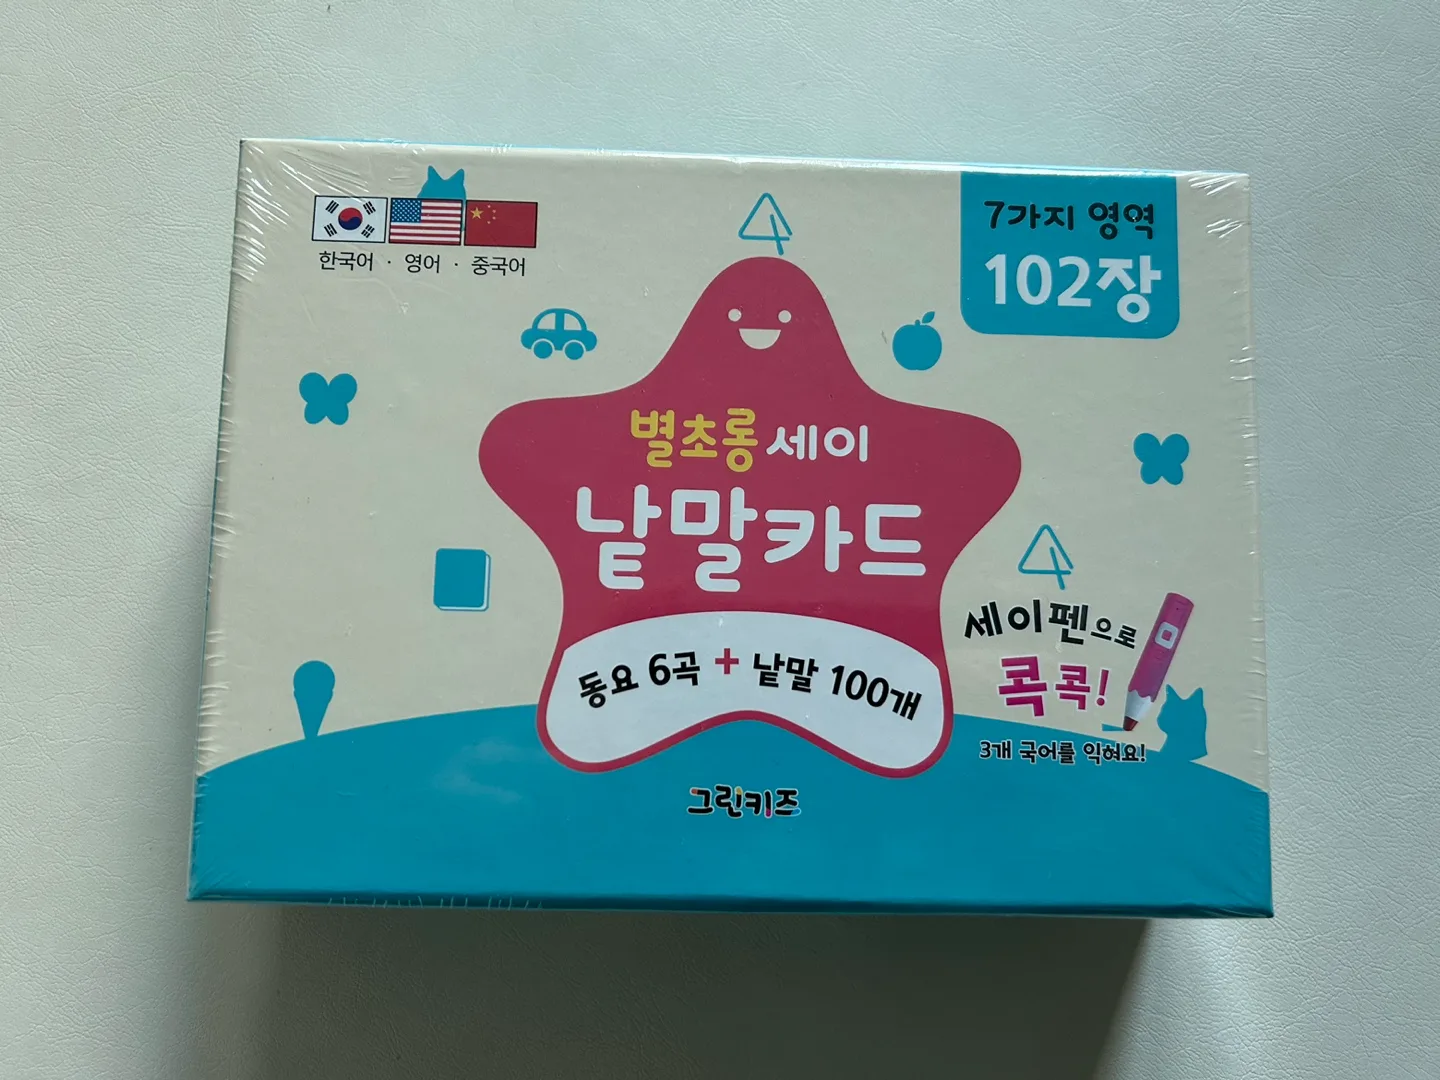 한국어 · 영어 · 중국어
7가지 영역
102장
별초롱 세이
낱말카드
동요 6곡 + 낱말 100개
세이펜으로
콕콕!
3개 국어를 익혀요!
그린키즈